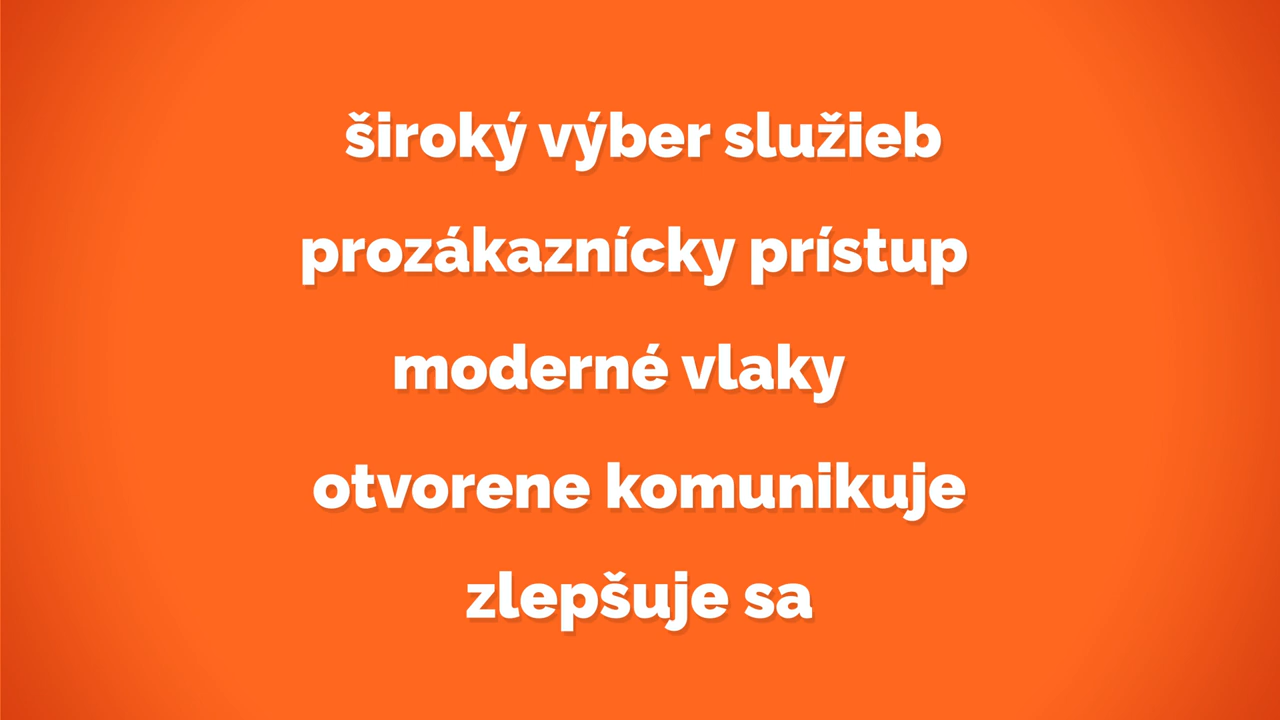 široký výber služieb
prozákaznícky prístup
moderné vlaky
otvorene komunikuje
zlepšuje sa